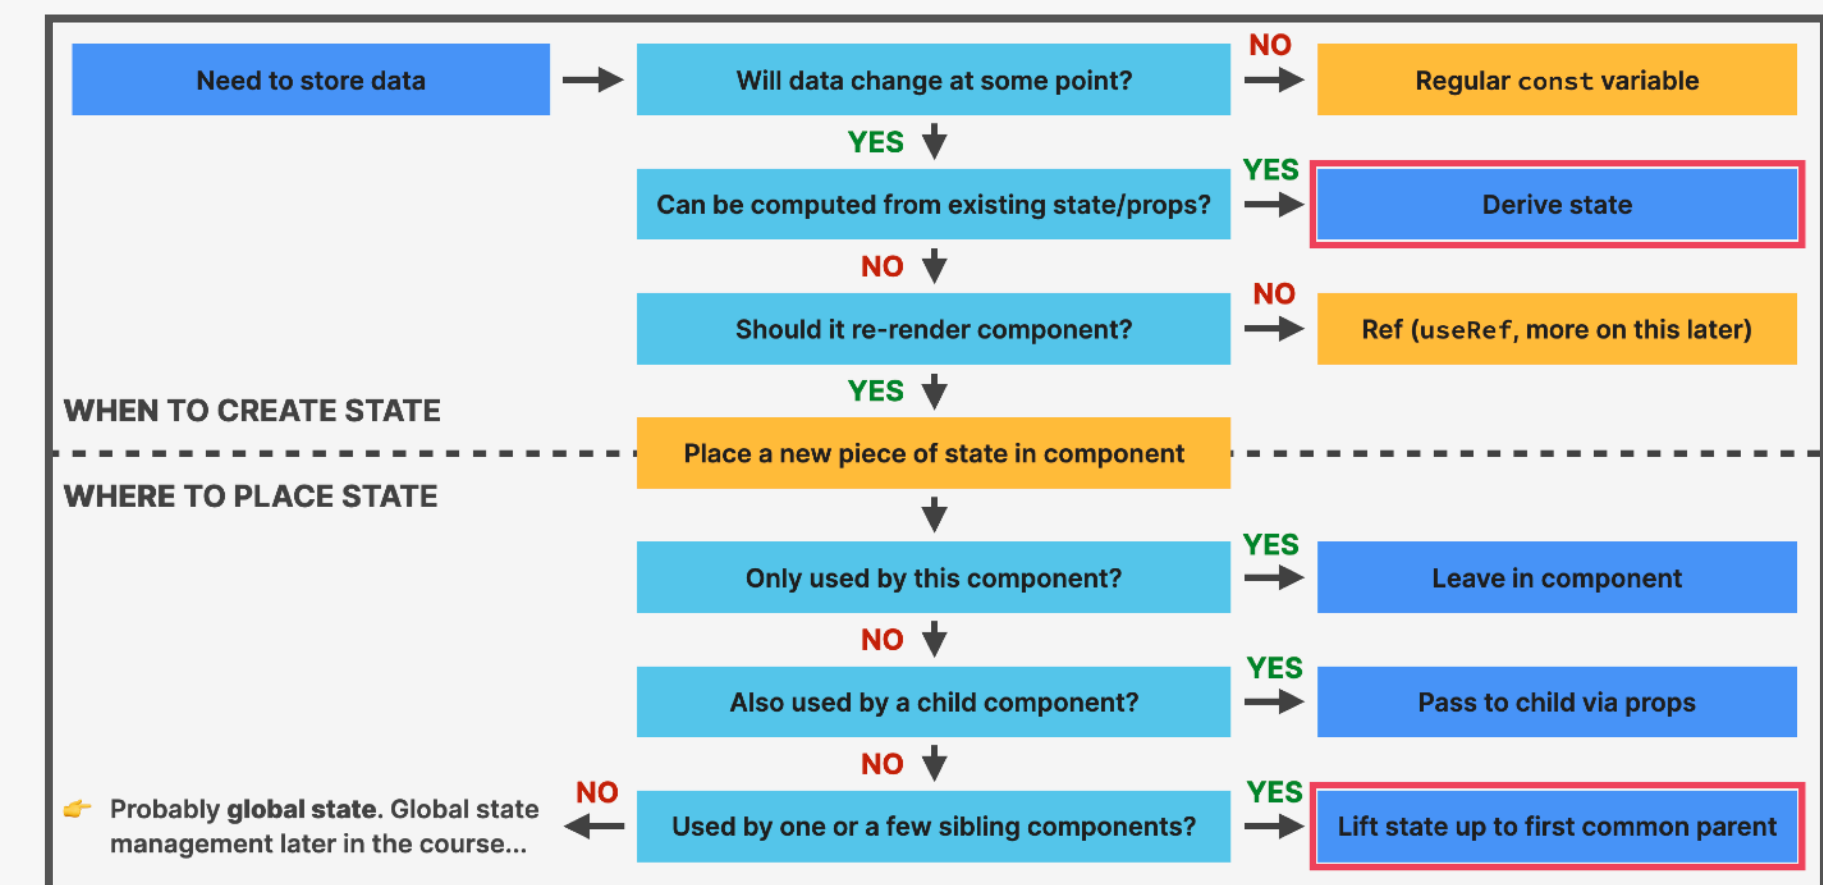 Need to store data
Will data change at some point?
NO
Regular const variable
YES
Can be computed from existing state/props?
YES
Derive state
NO
Should it re-render component?
NO
Ref (useRef, more on this later)
YES
WHEN TO CREATE STATE
Place a new piece of state in component
WHERE TO PLACE STATE
Only used by this component?
YES
Leave in component
NO
Also used by a child component?
YES
Pass to child via props
NO
Used by one or a few sibling components?
YES
Lift state up to first common parent
NO
👉 Probably global state. Global state
management later in the course...